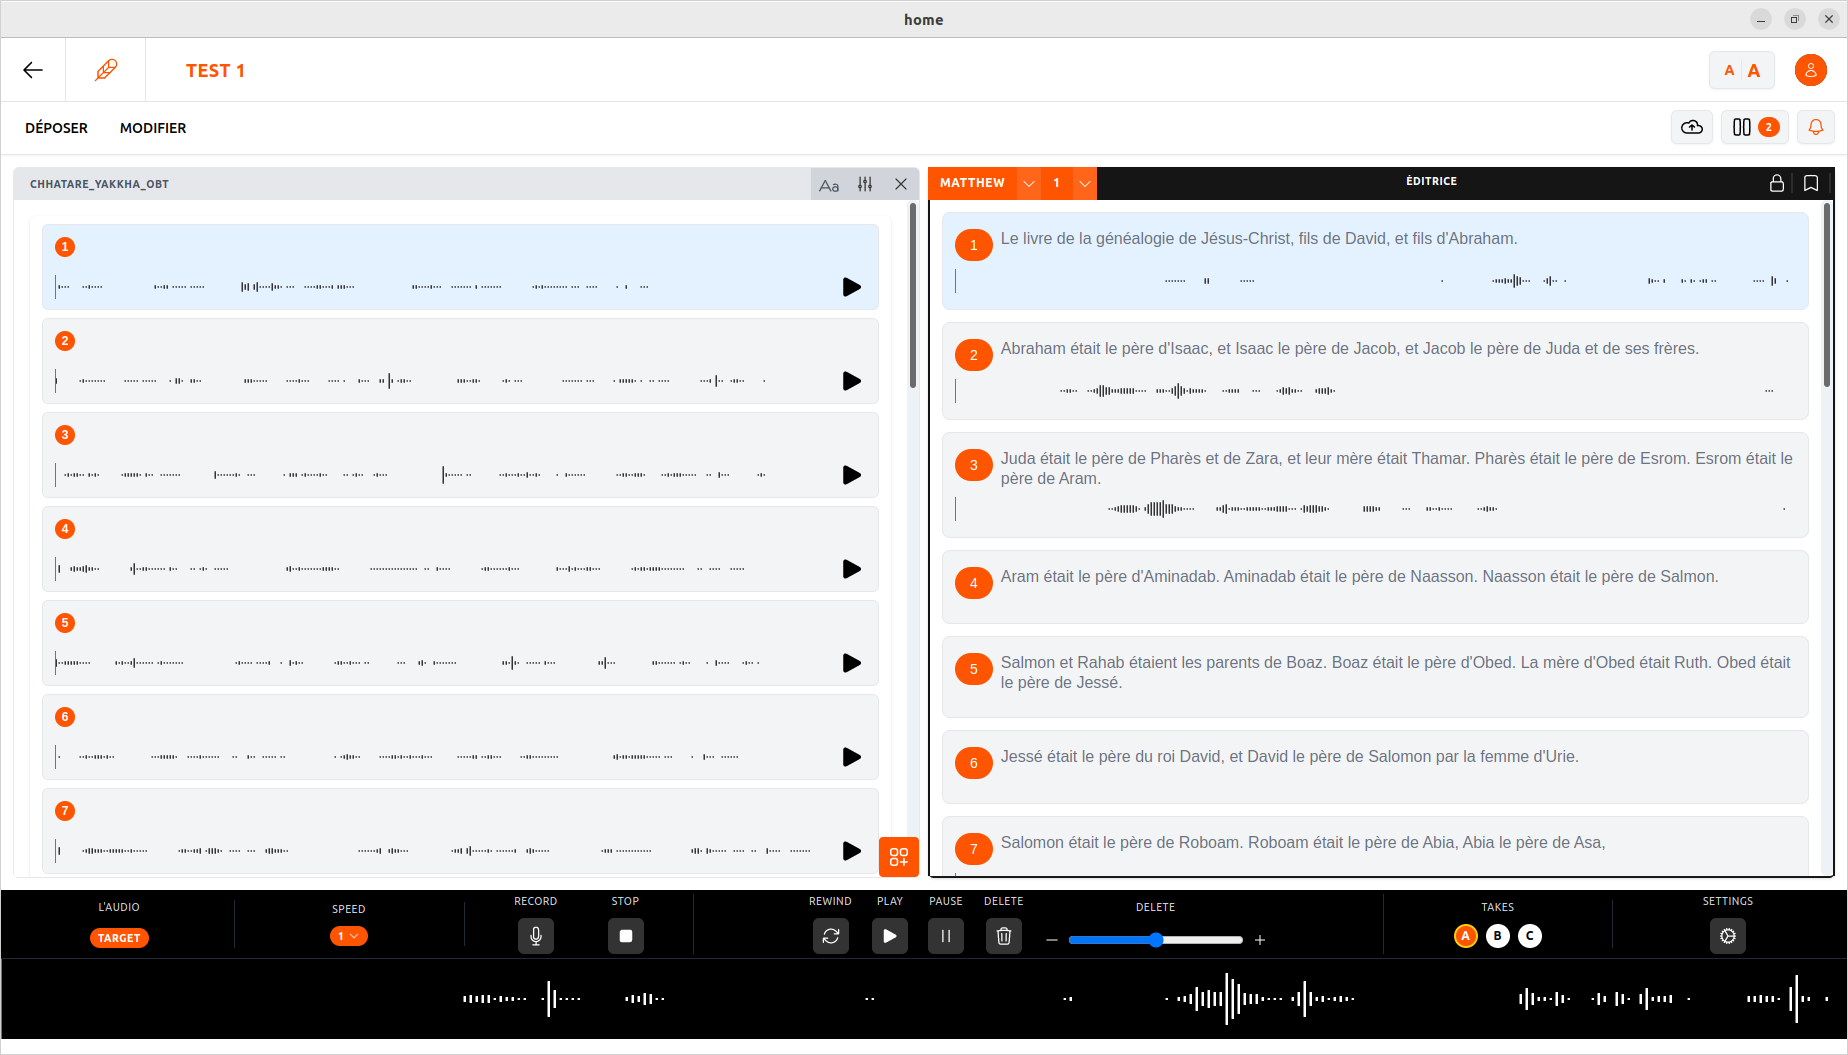 home
TEST 1
A A
DÉPOSER MODIFIER
2
CHHATARE_YAKKHA_OBT
Aa
1
2
3
4
5
6
7
MATTHEW 1 ÉDITRICE
1 Le livre de la généalogie de Jésus-Christ, fils de David, et fils d'Abraham.
2 Abraham était le père d'Isaac, et Isaac le père de Jacob, et Jacob le père de Juda et de ses frères.
3 Juda était le père de Pharès et de Zara, et leur mère était Thamar. Pharès était le père de Esrom. Esrom était le
père de Aram.
4 Aram était le père d'Aminadab. Aminadab était le père de Naasson. Naasson était le père de Salmon.
5 Salmon et Rahab étaient les parents de Boaz. Boaz était le père d'Obed. La mère d'Obed était Ruth. Obed était
le père de Jessé.
6 Jessé était le père du roi David, et David le père de Salomon par la femme d'Urie.
7 Salomon était le père de Roboam. Roboam était le père de Abia, Abia le père de Asa,
L'AUDIO
TARGET
SPEED
1
RECORD STOP
REWIND PLAY PAUSE DELETE
DELETE
TAKES
A B C
SETTINGS